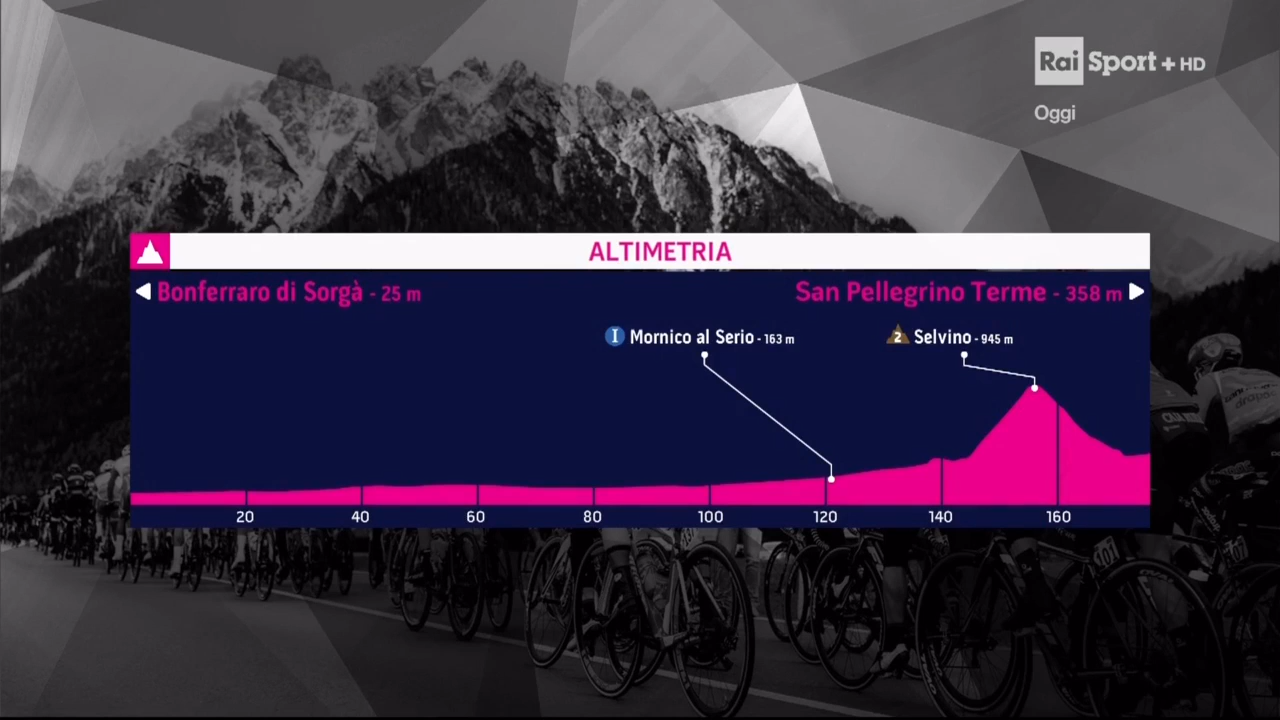 Rai Sport + HD
Oggi
ALTIMETRIA
Bonferraro di Sorgà - 25 m
San Pellegrino Terme - 358 m
I Mornico al Serio - 163 m
2 Selvino - 945 m
20 40 60 80 100 120 140 160
101